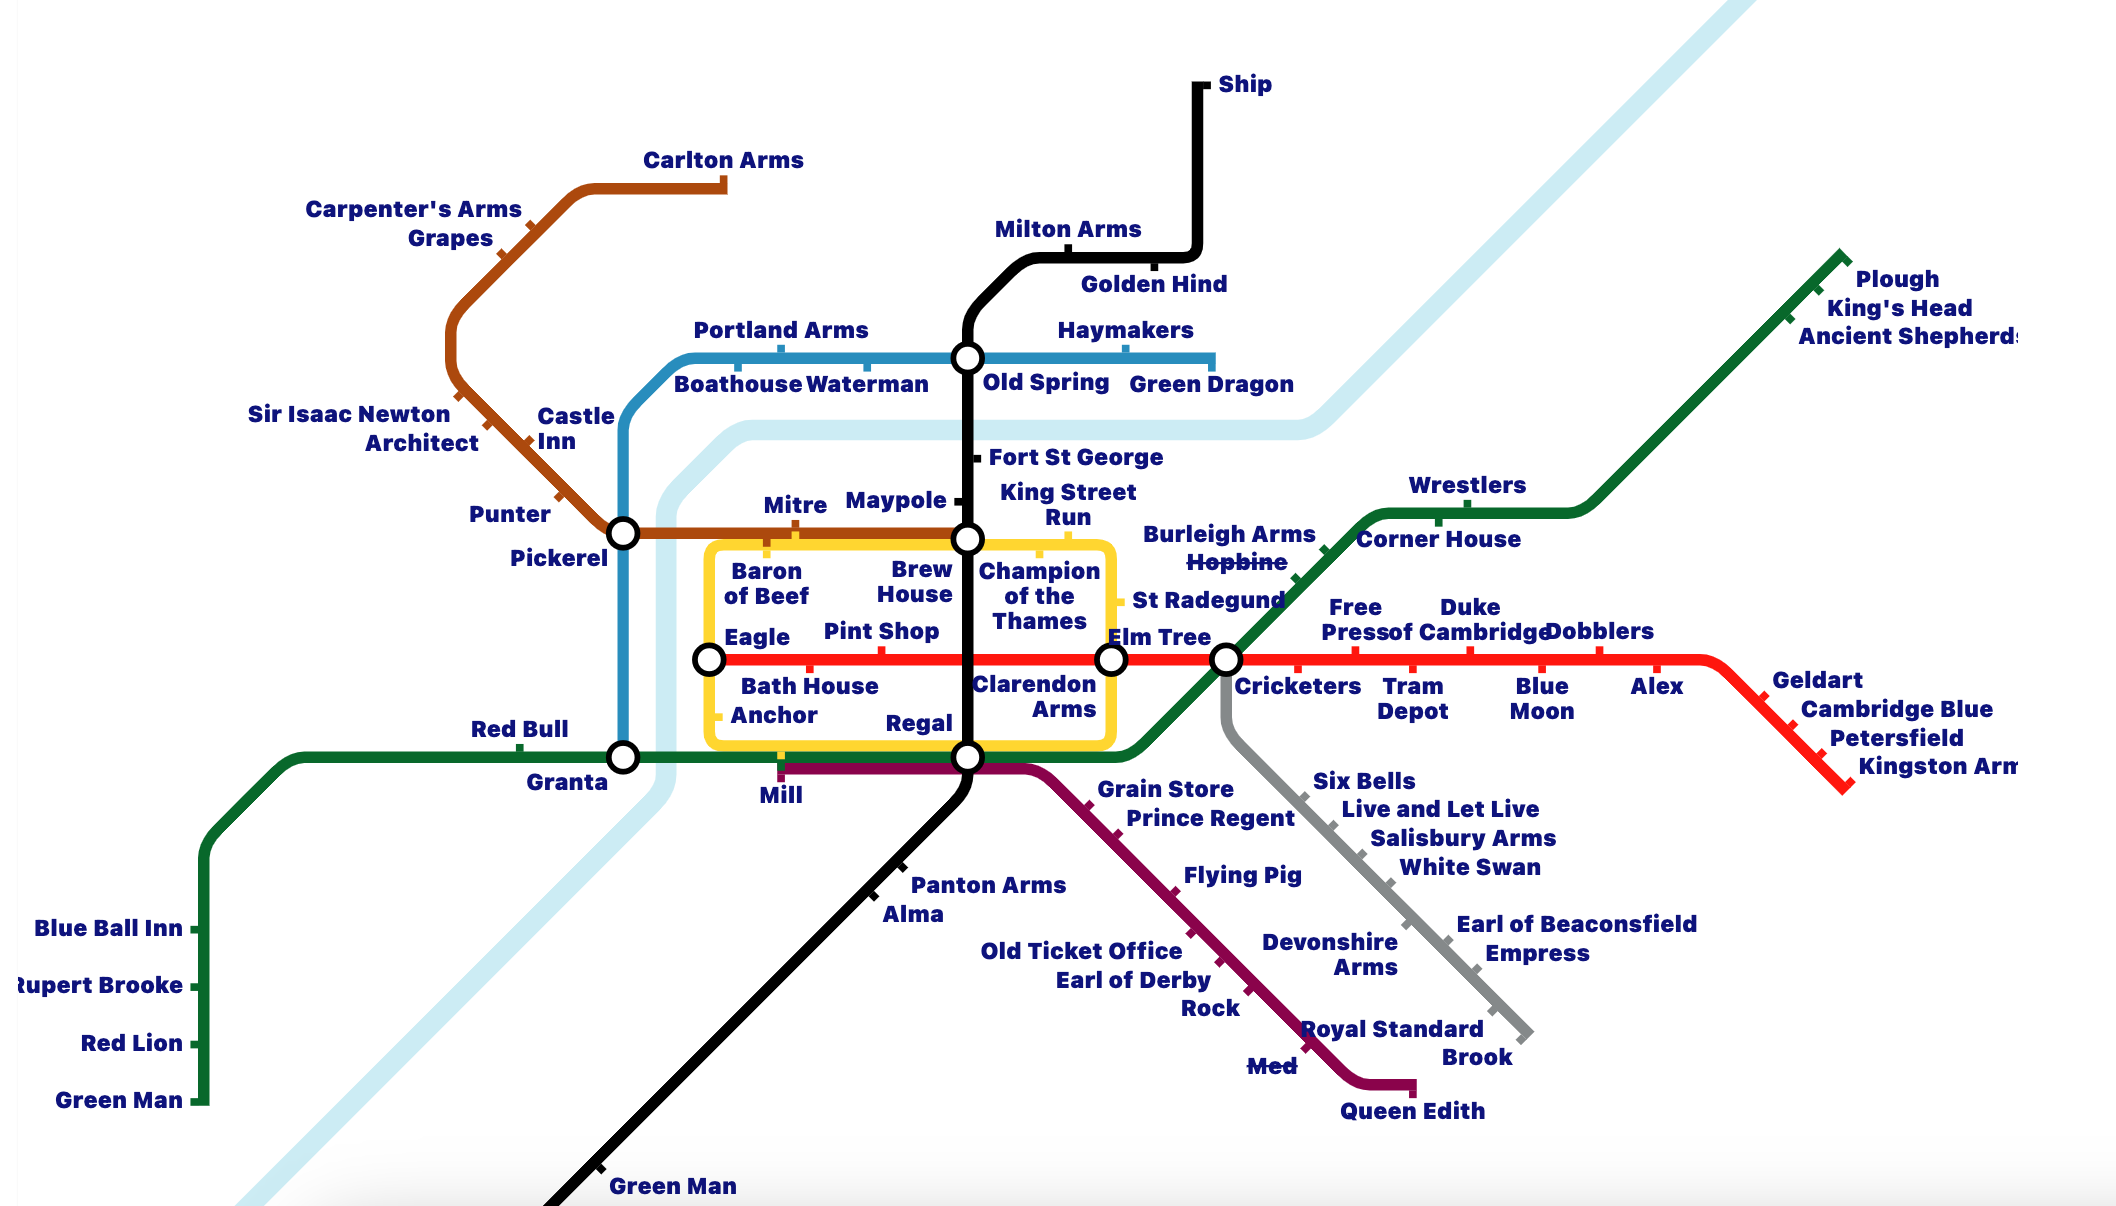 Ship
Carlton Arms
Carpenter's Arms
Grapes
Milton Arms
Golden Hind
Plough
King's Head
Ancient Shepherds
Portland Arms
Haymakers
Boathouse
Waterman
Old Spring
Green Dragon
Sir Isaac Newton
Architect
Castle
Inn
Fort St George
Punter
Mitre
Maypole
King Street
Run
Wrestlers
Pickerel
Burleigh Arms
Hopbine
Corner House
Baron
of Beef
Brew
House
Champion
of the
Thames
St Radegund
Eagle
Pint Shop
Elm Tree
Free
Press
Duke
of Cambridge
Dobblers
Bath House
Anchor
Regal
Clarendon
Arms
Cricketers
Tram
Depot
Blue
Moon
Alex
Geldart
Cambridge Blue
Petersfield
Kingston Arm
Red Bull
Granta
Mill
Grain Store
Prince Regent
Six Bells
Live and Let Live
Salisbury Arms
White Swan
Panton Arms
Alma
Flying Pig
Blue Ball Inn
Rupert Brooke
Red Lion
Green Man
Old Ticket Office
Earl of Derby
Rock
Devonshire
Arms
Earl of Beaconsfield
Empress
Royal Standard
Brook
Med
Queen Edith
Green Man